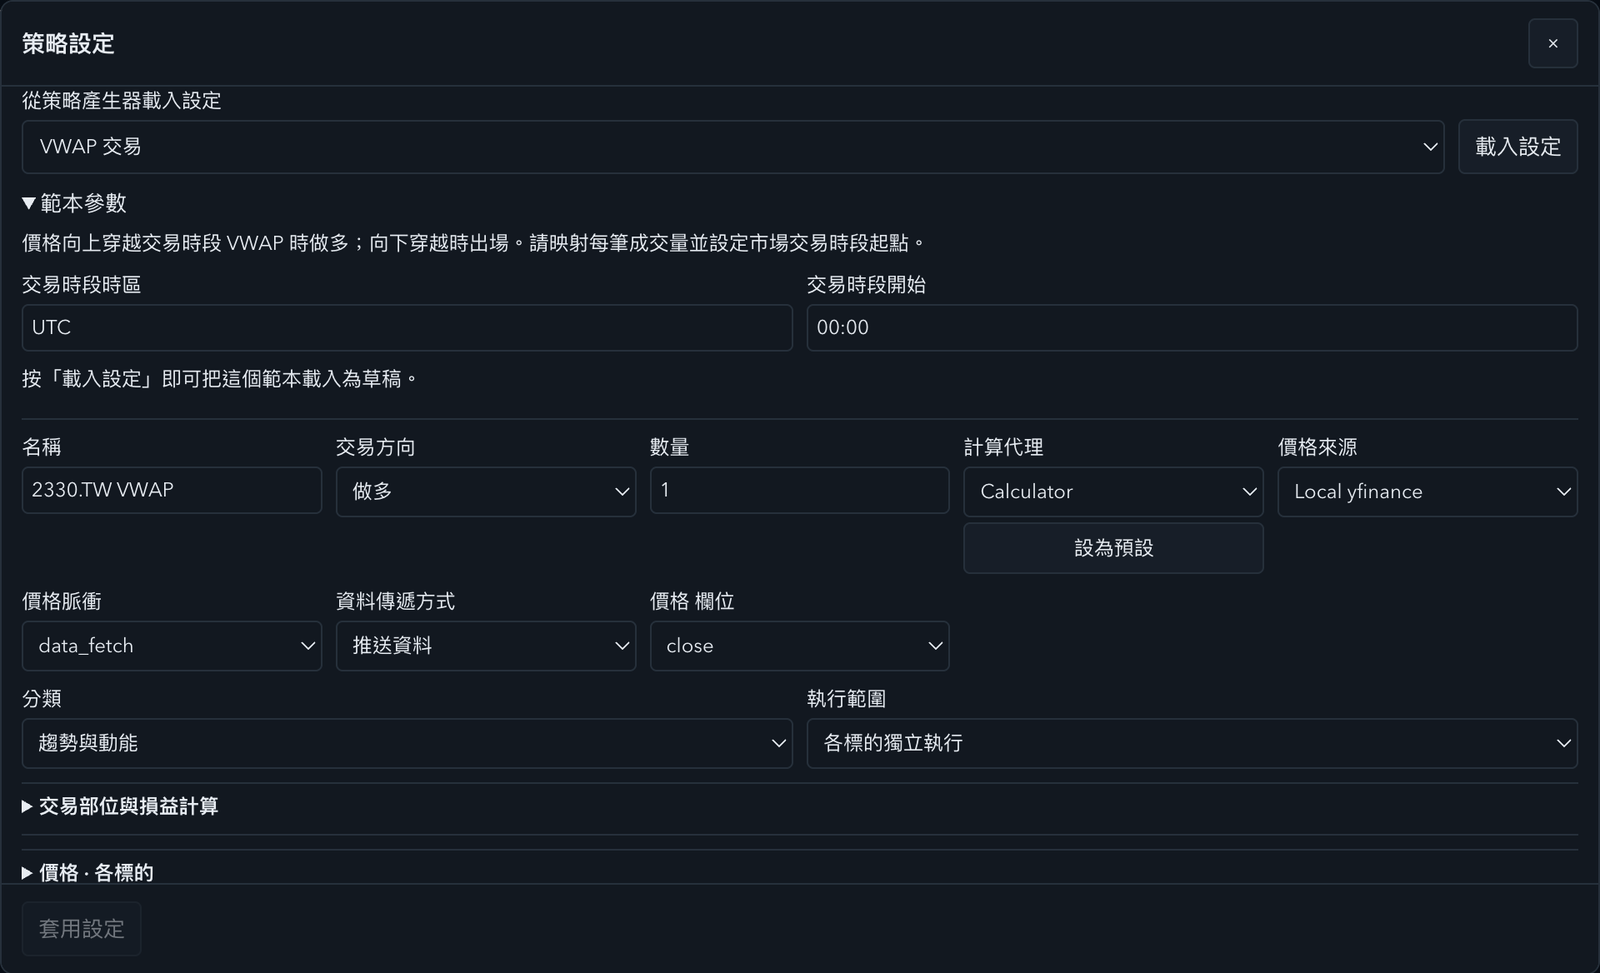 策略設定
×
從策略產生器載入設定
VWAP 交易
載入設定
▼範本參數
價格向上穿越交易時段 VWAP 時做多；向下穿越時出場。請映射每筆成交量並設定市場交易時段起點。
交易時段時區 交易時段開始
UTC 00:00
按「載入設定」即可把這個範本載入為草稿。
名稱 交易方向 數量 計算代理 價格來源
2330.TW VWAP 做多 1 Calculator Local yfinance
設為預設
價格脈衝 資料傳遞方式 價格 欄位
data_fetch 推送資料 close
分類 執行範圍
趨勢與動能 各標的獨立執行
▶ 交易部位與損益計算
▶ 價格 · 各標的
套用設定